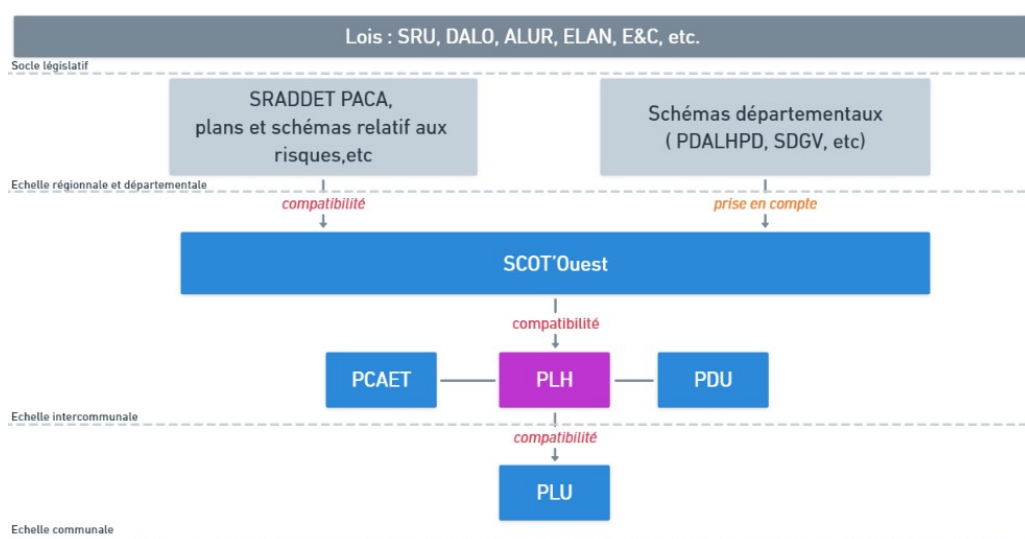 Lois : SRU, DALO, ALUR, ELAN, E&C, etc.
Socle législatif
SRADDET PACA,
plans et schémas relatif aux
risques,etc
Schémas départementaux
( PDALHPD, SDGV, etc)
Echelle régionnale et départementale
compatibilité
prise en compte
SCOT'Ouest
compatibilité
PCAET
PLH
PDU
Echelle intercommunale
compatibilité
PLU
Echelle communale